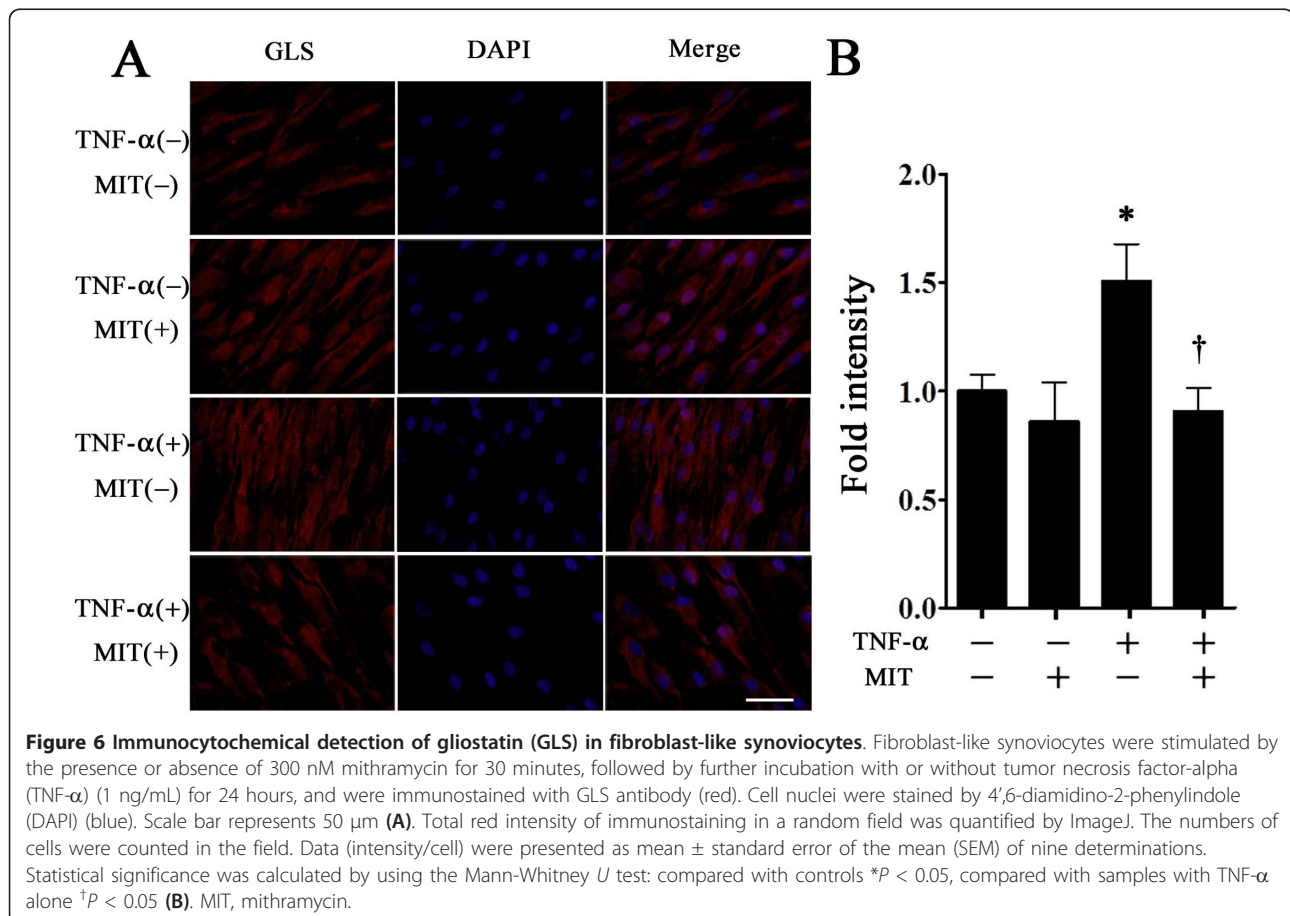 A
GLS DAPI Merge
TNF-α(−)
MIT(−)
TNF-α(−)
MIT(+)
TNF-α(+)
MIT(−)
TNF-α(+)
MIT(+)
B
Fold intensity
2.0
1.5
1.0
0.5
0.0
*
†
TNF-α − − + +
MIT − + − +
Figure 6 Immunocytochemical detection of gliostatin (GLS) in fibroblast-like synoviocytes. Fibroblast-like synoviocytes were stimulated by
the presence or absence of 300 nM mithramycin for 30 minutes, followed by further incubation with or without tumor necrosis factor-alpha
(TNF-α) (1 ng/mL) for 24 hours, and were immunostained with GLS antibody (red). Cell nuclei were stained by 4′,6-diamidino-2-phenylindole
(DAPI) (blue). Scale bar represents 50 μm (A). Total red intensity of immunostaining in a random field was quantified by ImageJ. The numbers of
cells were counted in the field. Data (intensity/cell) were presented as mean ± standard error of the mean (SEM) of nine determinations.
Statistical significance was calculated by using the Mann-Whitney U test: compared with controls *P < 0.05, compared with samples with TNF-α
alone †P < 0.05 (B). MIT, mithramycin.